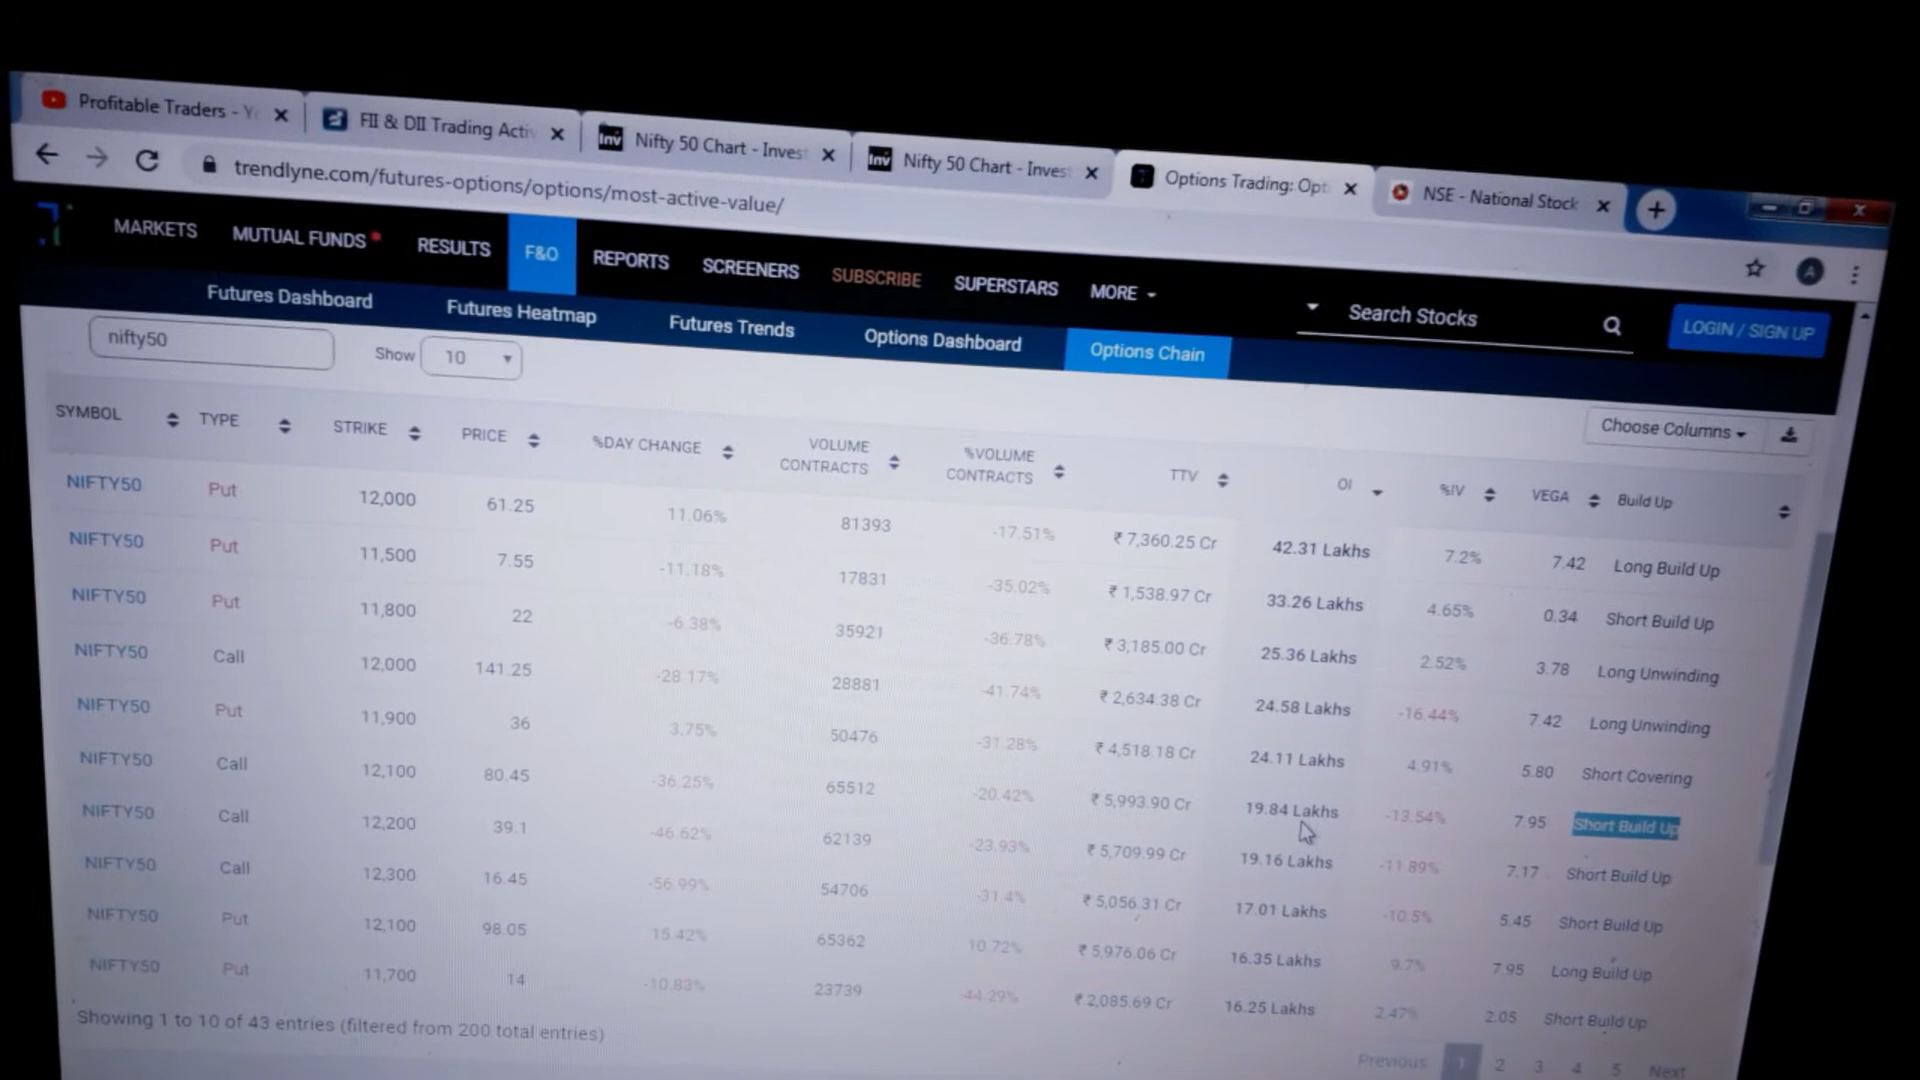 Profitable Traders - Y
FII & DII Trading Activ
Inv Nifty 50 Chart - Inves
Inv Nifty 50 Chart - Inves
Options Trading: Opt
NSE - National Stock
trendlyne.com/futures-options/options/most-active-value/
A
MARKETS MUTUAL FUNDS * RESULTS F&O REPORTS SCREENERS SUBSCRIBE SUPERSTARS MORE Search Stocks LOGIN / SIGN UP
Futures Dashboard Futures Heatmap Futures Trends Options Dashboard Options Chain
nifty50 Show 10 Choose Columns
SYMBOL TYPE STRIKE PRICE %DAY CHANGE VOLUME CONTRACTS %VOLUME CONTRACTS TTV OI %IV VEGA Build Up
NIFTY50 Put 12,000 61.25 11.06% 81393 -17.51% ₹ 7,360.25 Cr 42.31 Lakhs 7.2% 7.42 Long Build Up
NIFTY50 Put 11,500 7.55 -11.18% 17831 -35.02% ₹ 1,538.97 Cr 33.26 Lakhs 4.65% 0.34 Short Build Up
NIFTY50 Put 11,800 22 -6.38% 35921 -36.78% ₹ 3,185.00 Cr 25.36 Lakhs 2.52% 3.78 Long Unwinding
NIFTY50 Call 12,000 141.25 -28.17% 28881 -41.74% ₹ 2,634.38 Cr 24.58 Lakhs -16.44% 7.42 Long Unwinding
NIFTY50 Put 11,900 36 3.75% 50476 -31.28% ₹ 4,518.18 Cr 24.11 Lakhs 4.91% 5.80 Short Covering
NIFTY50 Call 12,100 80.45 -36.25% 65512 -20.42% ₹ 5,993.90 Cr 19.84 Lakhs -13.54% 7.95 Short Build Up
NIFTY50 Call 12,200 39.1 -46.62% 62139 -23.93% ₹ 5,709.99 Cr 19.16 Lakhs -11.89% 7.17 Short Build Up
NIFTY50 Call 12,300 16.45 -56.99% 54706 -31.4% ₹ 5,056.31 Cr 17.01 Lakhs -10.5% 5.45 Short Build Up
NIFTY50 Put 12,100 98.05 15.42% 65362 10.72% ₹ 5,976.06 Cr 16.35 Lakhs 9.7% 7.95 Long Build Up
NIFTY50 Put 11,700 14 -10.83% 23739 -44.29% ₹ 2,085.69 Cr 16.25 Lakhs 2.47% 2.05 Short Build Up
Showing 1 to 10 of 43 entries (filtered from 200 total entries)
Previous 1 2 3 4 5 Next